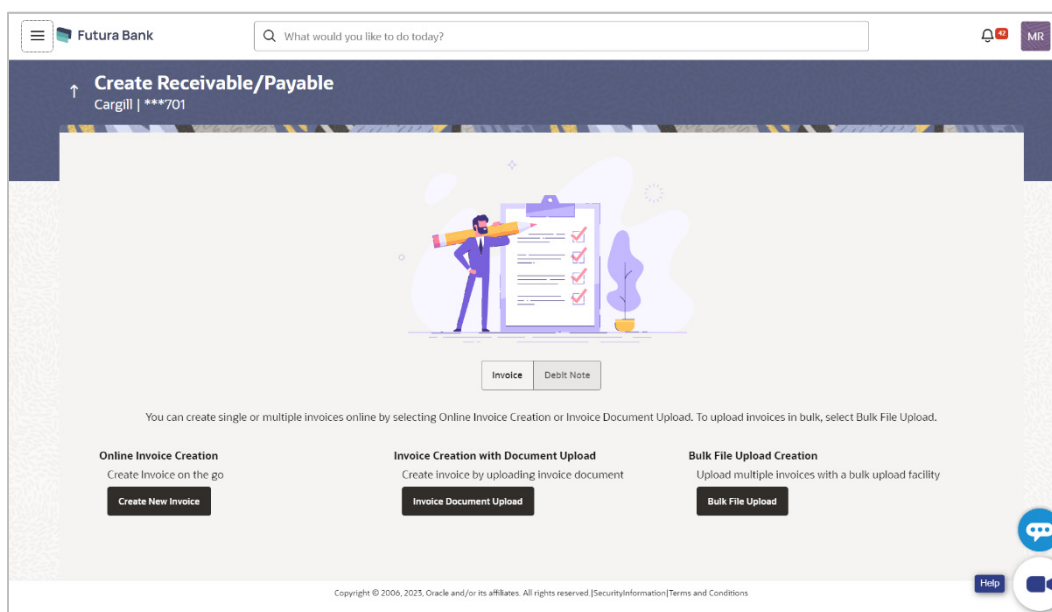 Futura Bank
What would you like to do today?
42
MR
Create Receivable/Payable
Cargill | ***701
Invoice
Debit Note
You can create single or multiple invoices online by selecting Online Invoice Creation or Invoice Document Upload. To upload invoices in bulk, select Bulk File Upload.
Online Invoice Creation
Create Invoice on the go
Create New Invoice
Invoice Creation with Document Upload
Create invoice by uploading invoice document
Invoice Document Upload
Bulk File Upload Creation
Upload multiple invoices with a bulk upload facility
Bulk File Upload
Help
Copyright © 2006, 2023, Oracle and/or its affiliates. All rights reserved.|SecurityInformation|Terms and Conditions